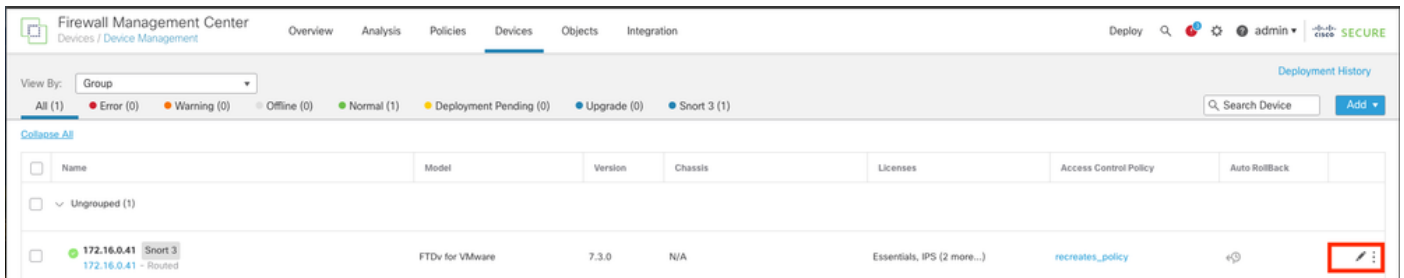 Firewall Management Center
Devices / Device Management
Overview Analysis Policies Devices Objects Integration
Deploy admin cisco SECURE
Deployment History
View By: Group
All (1) Error (0) Warning (0) Offline (0) Normal (1) Deployment Pending (0) Upgrade (0) Snort 3 (1)
Search Device Add
Collapse All
Name Model Version Chassis Licenses Access Control Policy Auto RollBack
Ungrouped (1)
172.16.0.41 Snort 3
172.16.0.41 - Routed
FTDv for VMware 7.3.0 N/A Essentials, IPS (2 more...) recreates_policy